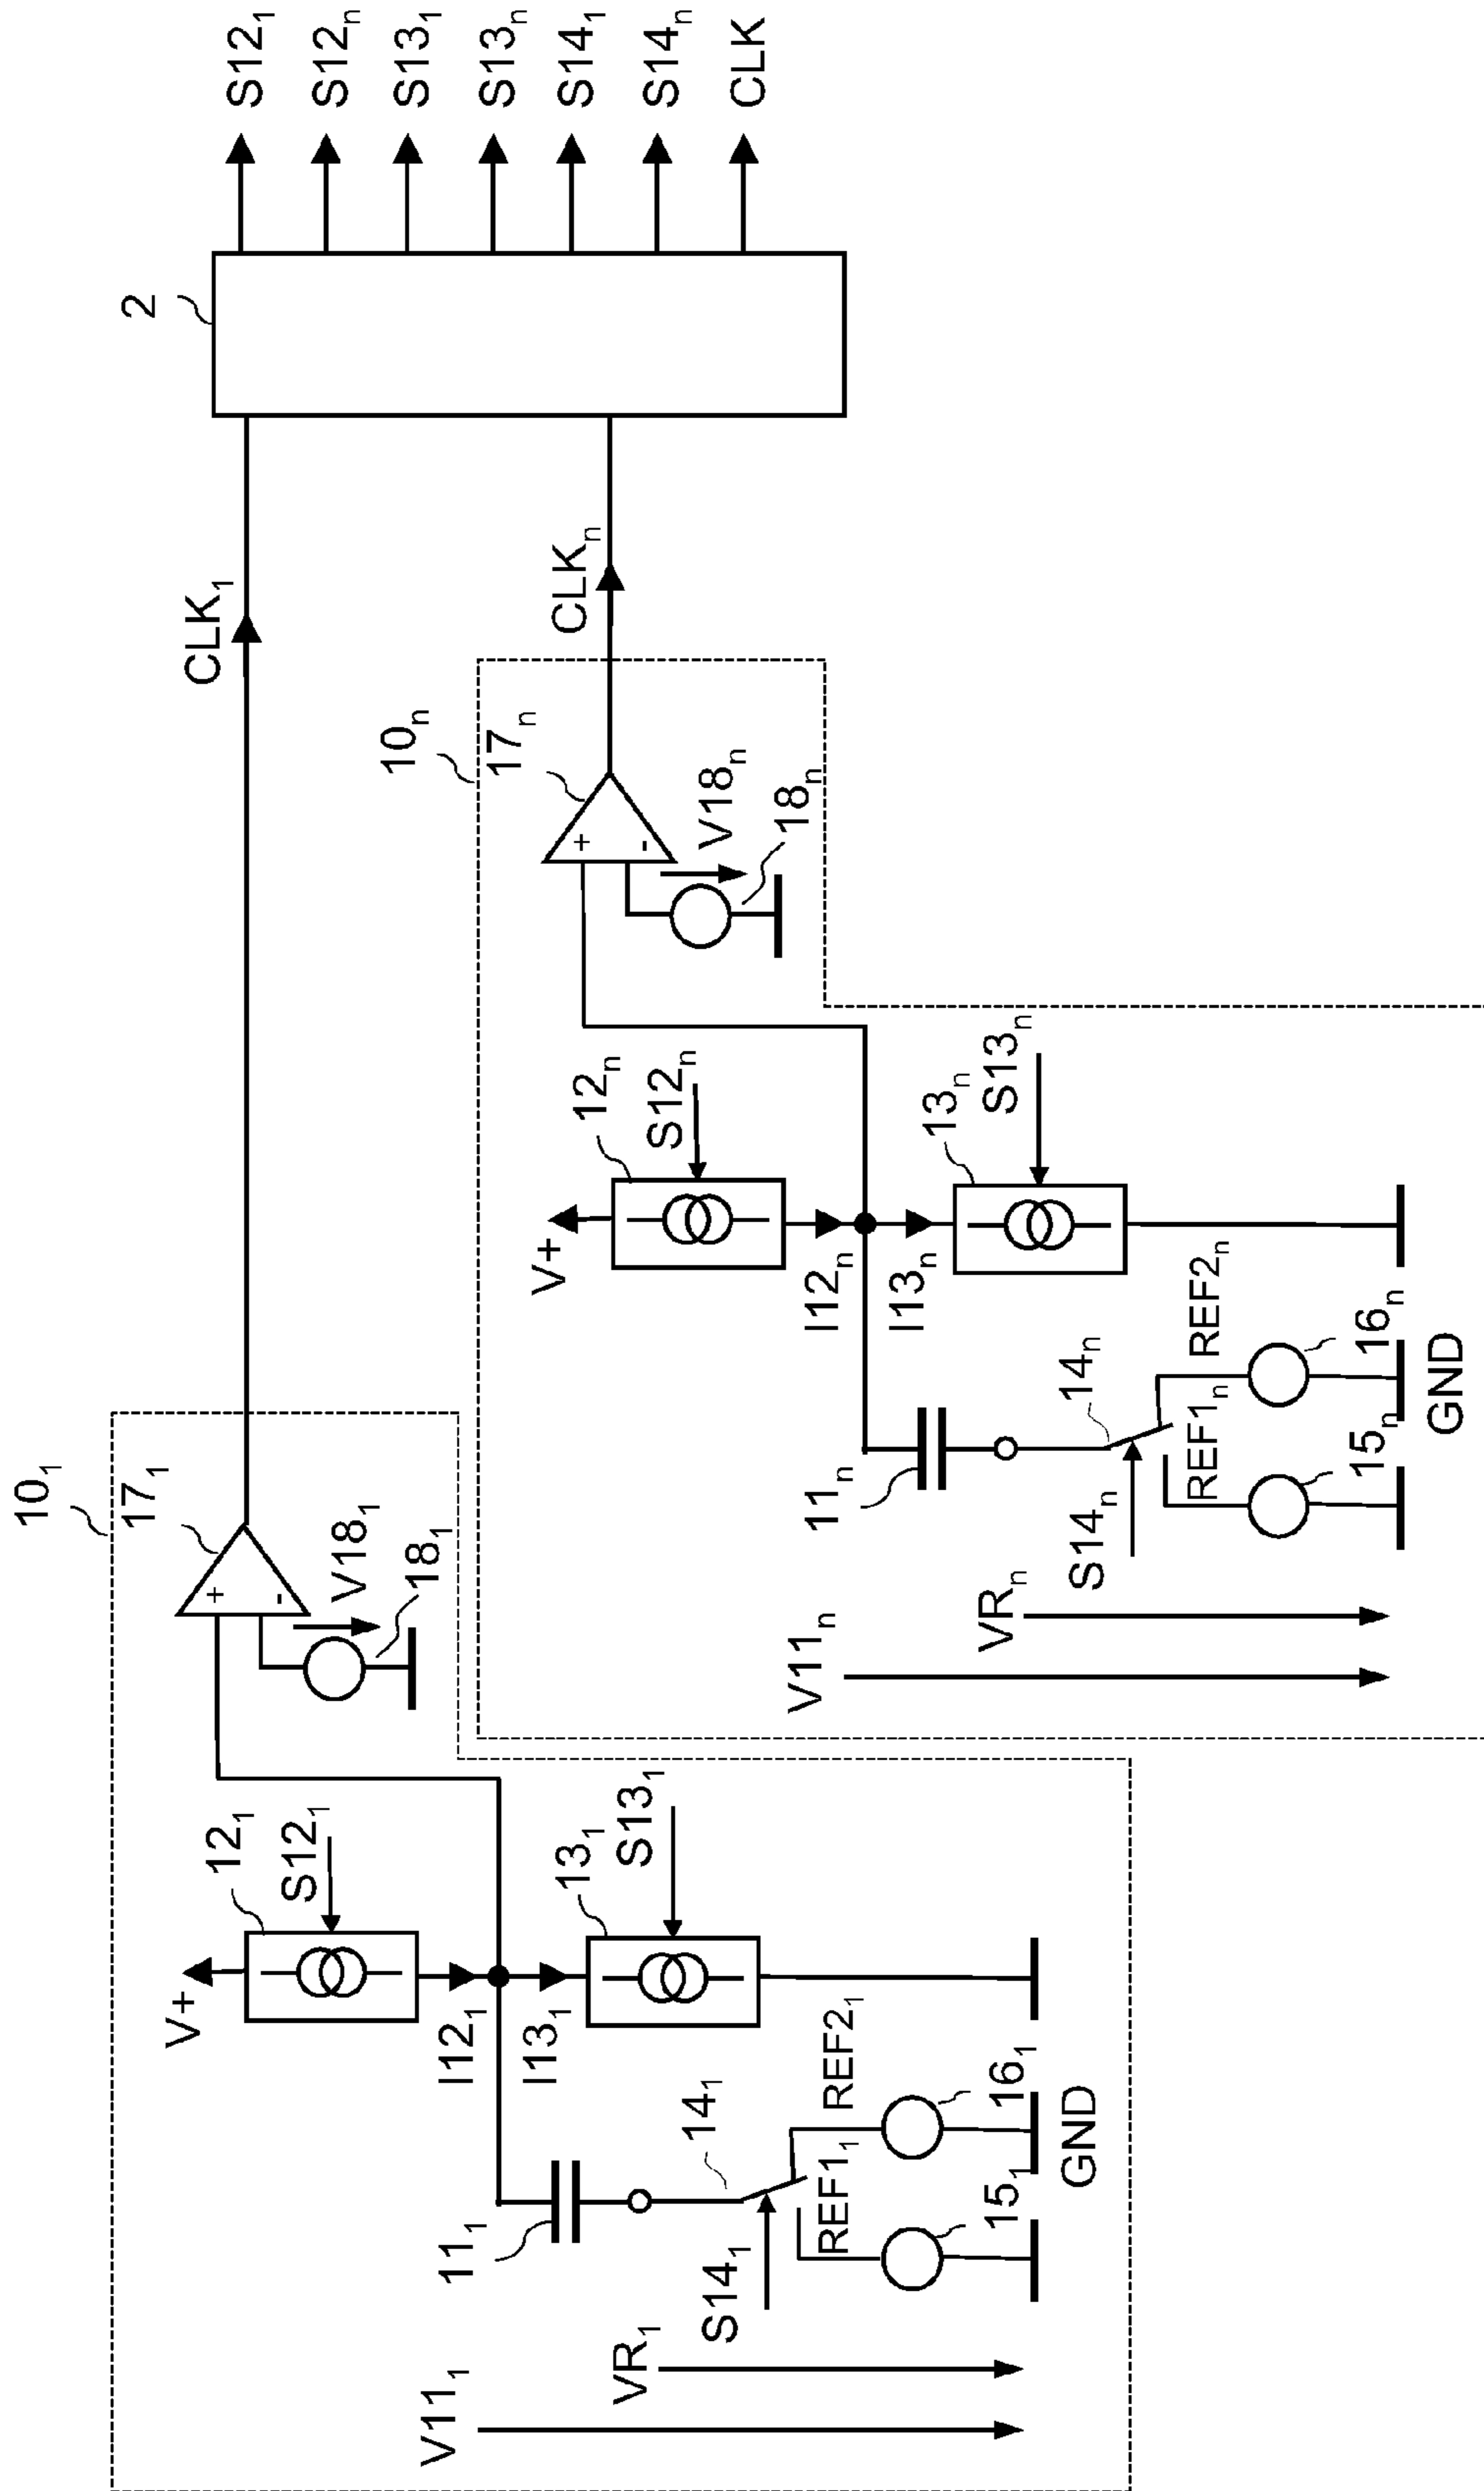 S12₁
S12ₙ
S13₁
S13ₙ
S14₁
S14ₙ
CLK
2
CLK₁
CLKₙ
10₁
17₁
+
-
V18₁
18₁
V+
12₁
S12₁
I12₁
I13₁
13₁
S13₁
11₁
14₁
S14₁
REF1₁
REF2₁
15₁
16₁
GND
V11₁
VR₁
10ₙ
17ₙ
+
-
V18ₙ
18ₙ
V+
12ₙ
S12ₙ
I12ₙ
I13ₙ
13ₙ
S13ₙ
11ₙ
14ₙ
S14ₙ
REF1ₙ
REF2ₙ
15ₙ
16ₙ
GND
V11ₙ
VRₙ